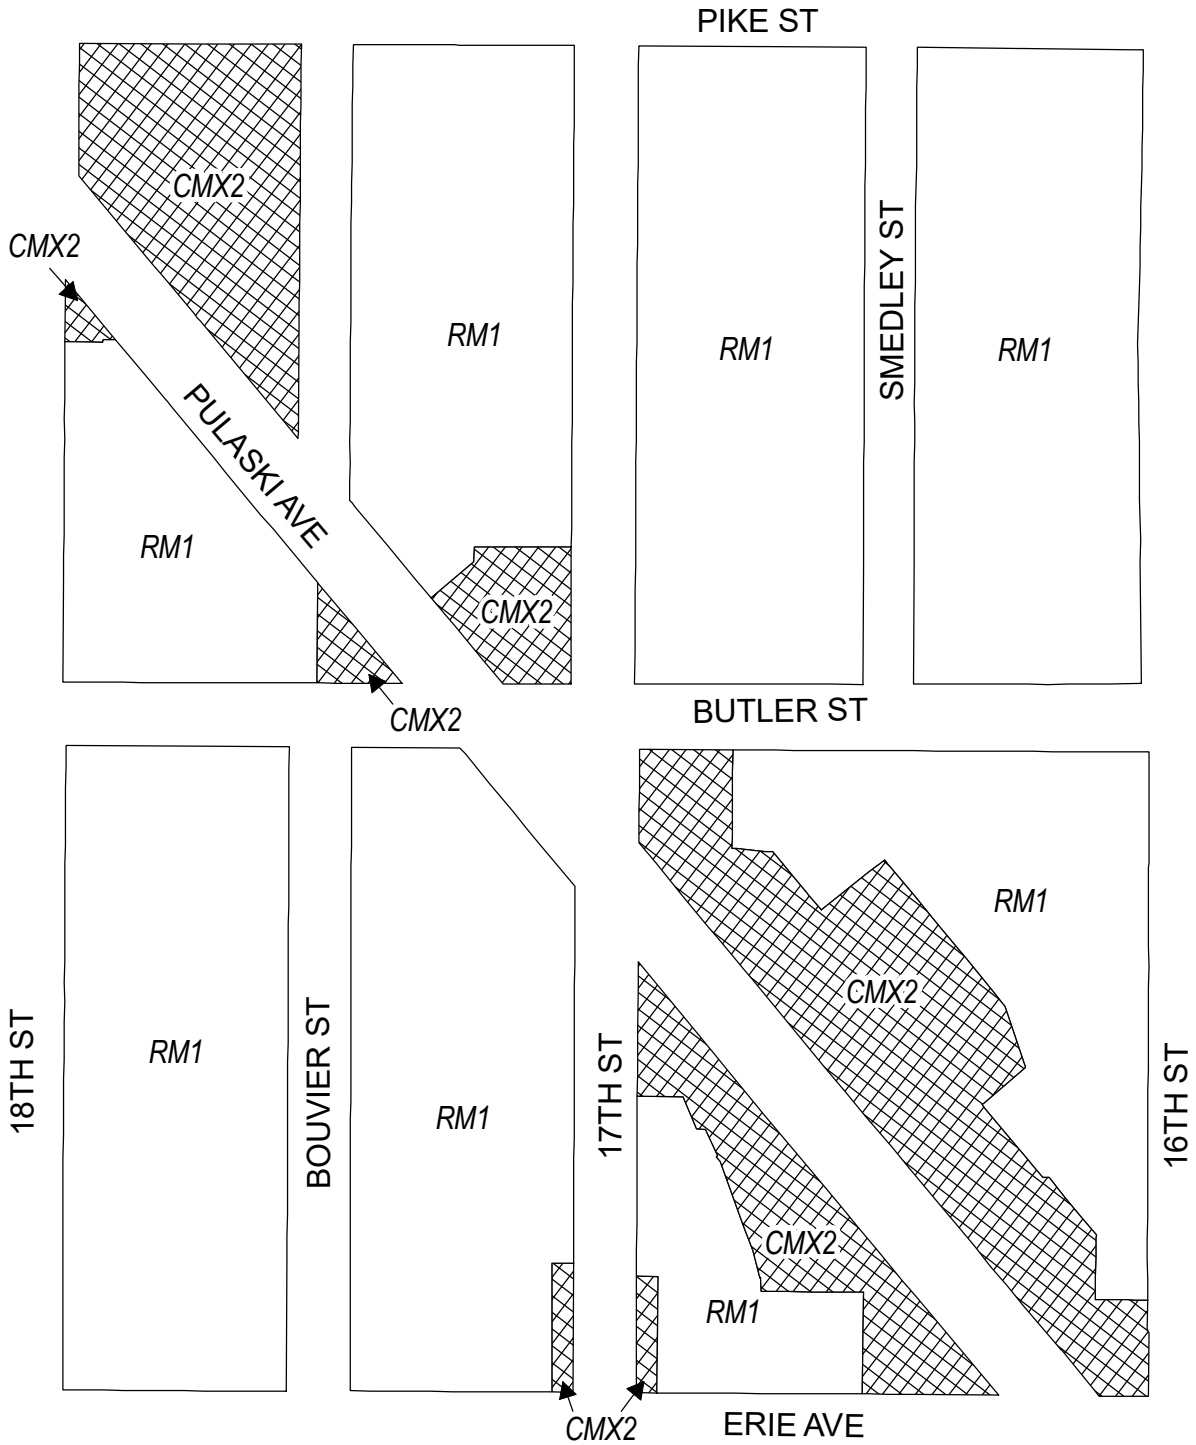 PIKE ST
CMX2
CMX2
SMEDLEY ST
RM1
RM1
RM1
PULASKI AVE
RM1
CMX2
CMX2
BUTLER ST
RM1
CMX2
18TH ST
RM1
BOUVIER ST
RM1
17TH ST
16TH ST
CMX2
RM1
CMX2
ERIE AVE